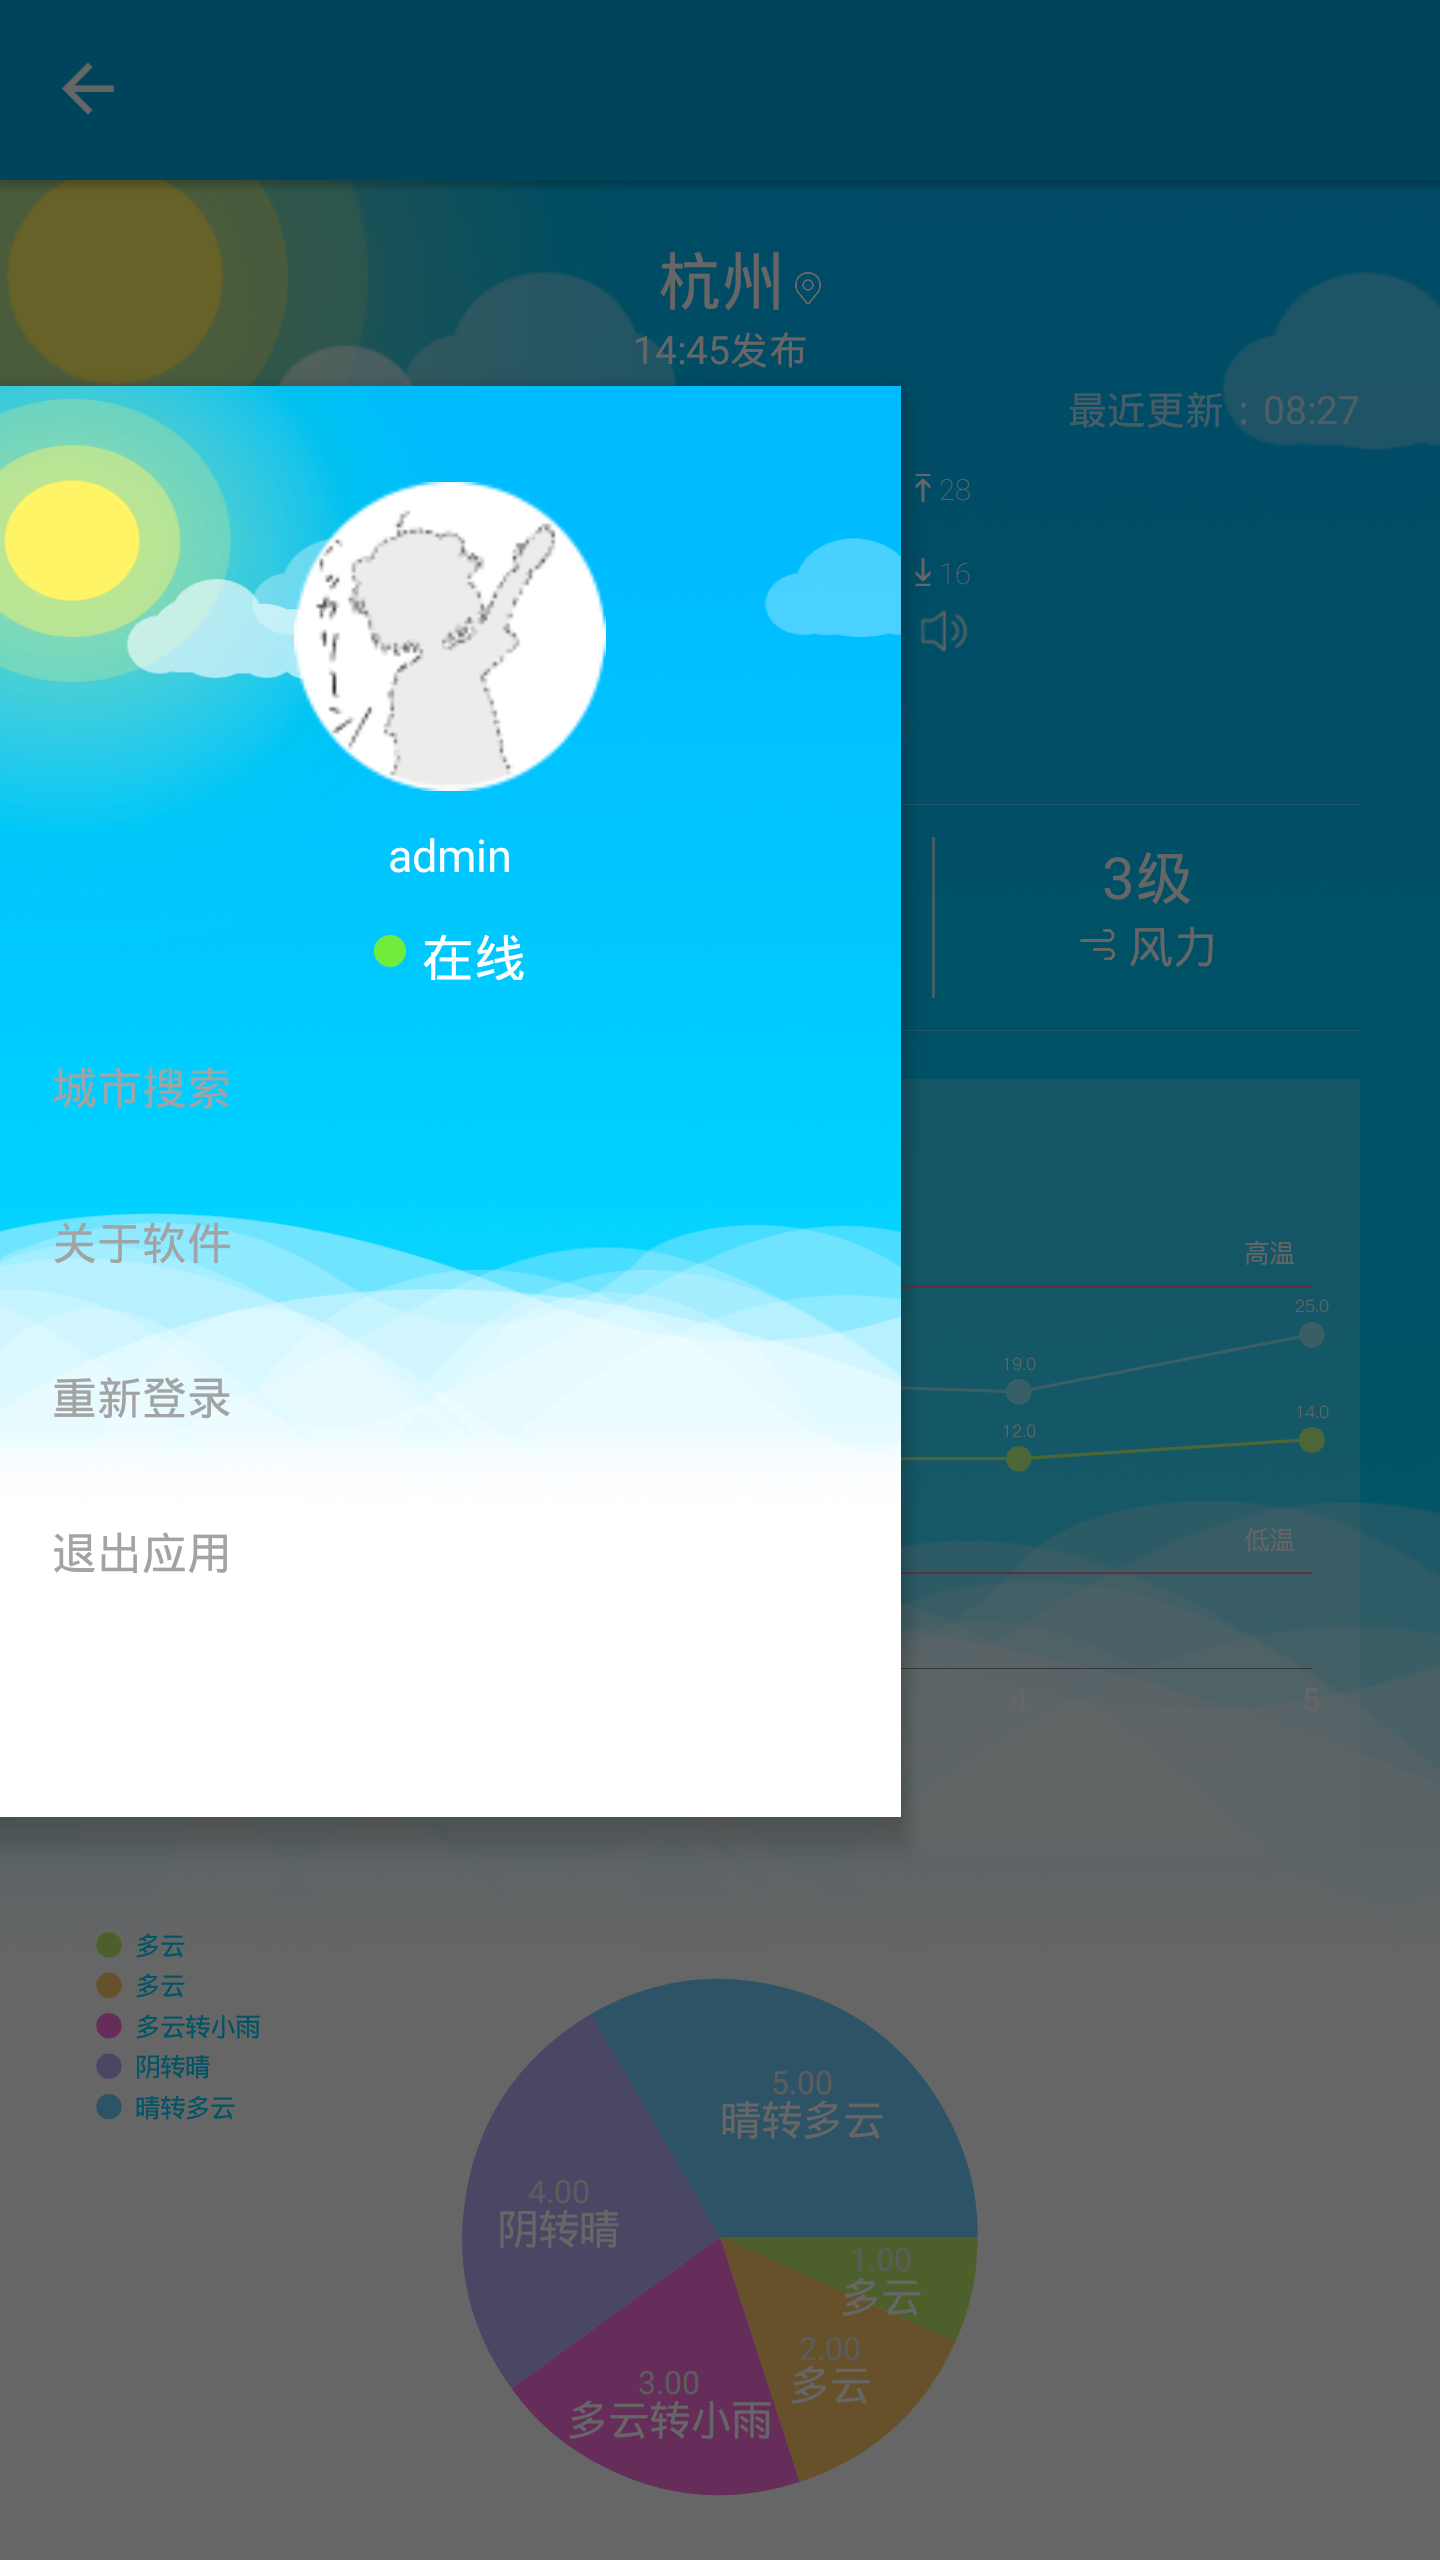 杭州
14:45发布
最近更新：08:27
28
16
admin
在线
3级
风力
城市搜索
关于软件
重新登录
退出应用
高温
25.0
19.0
14.0
12.0
低温
4
5
多云
多云
多云转小雨
阴转晴
晴转多云
5.00
晴转多云
4.00
阴转晴
1.00
多云
2.00
多云
3.00
多云转小雨